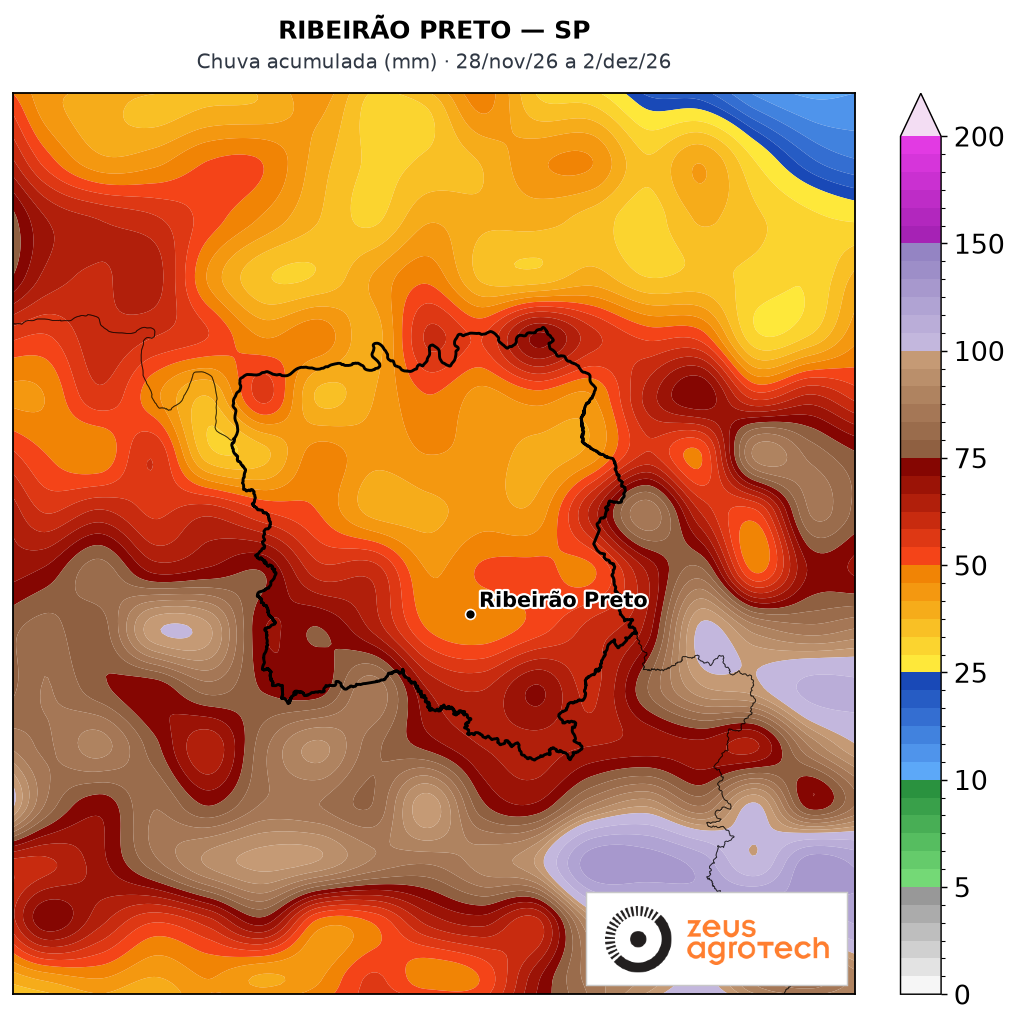 RIBEIRÃO PRETO — SP
Chuva acumulada (mm) · 28/nov/26 a 2/dez/26
200
150
100
75
50
25
10
5
0
Ribeirão Preto
zeus
agrotech